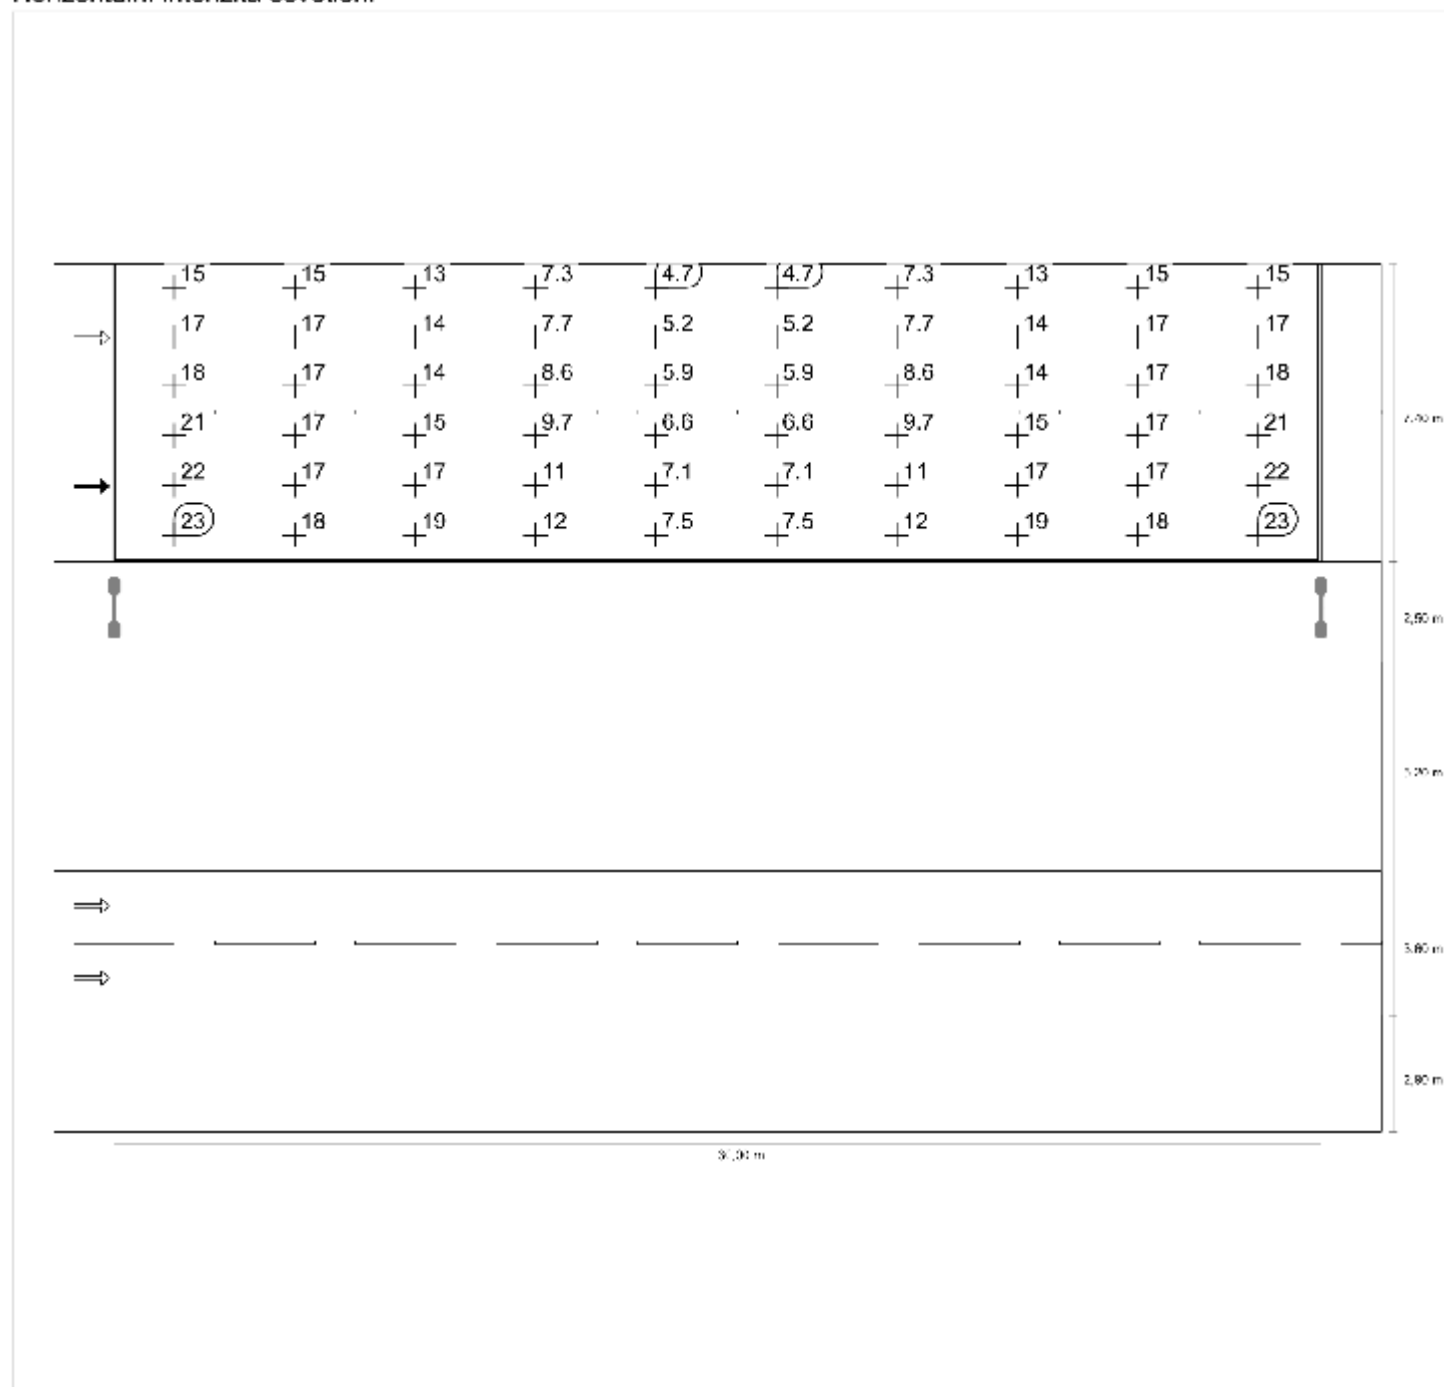 15 15 13 7.3 4.7 4.7 7.3 13 15 15
17 17 14 7.7 5.2 5.2 7.7 14 17 17
18 17 14 8.6 5.9 5.9 8.6 14 17 18
21 17 15 9.7 6.6 6.6 9.7 15 17 21
7,40 m
22 17 17 11 7.1 7.1 11 17 17 22
23 18 19 12 7.5 7.5 12 19 18 23
2,50 m
m
m
2,80 m
m